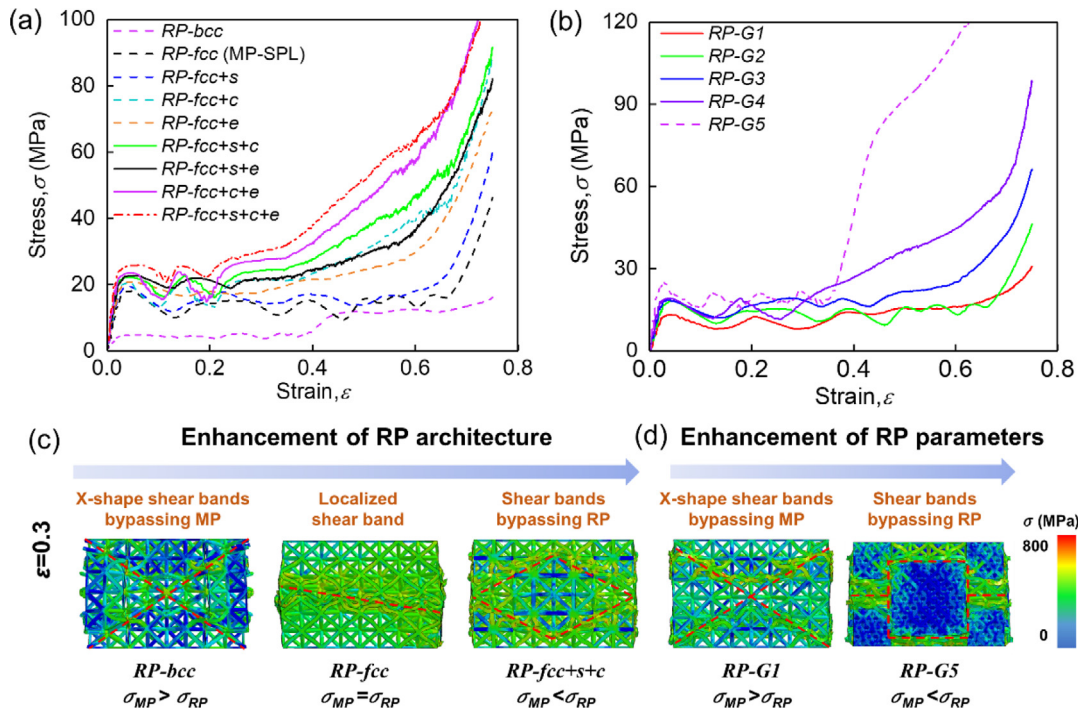 (a)
100
80
60
40
20
0
Stress, σ (MPa)
RP-bcc
RP-fcc (MP-SPL)
RP-fcc+s
RP-fcc+c
RP-fcc+e
RP-fcc+s+c
RP-fcc+s+e
RP-fcc+c+e
RP-fcc+s+c+e
0.0 0.2 0.4 0.6 0.8
Strain, ε
(b)
120
90
60
30
0
Stress, σ (MPa)
RP-G1
RP-G2
RP-G3
RP-G4
RP-G5
0.0 0.2 0.4 0.6 0.8
Strain, ε
(c)
Enhancement of RP architecture
X-shape shear bands
bypassing MP
Localized
shear band
Shear bands
bypassing RP
ε=0.3
RP-bcc
σMP > σRP
RP-fcc
σMP=σRP
RP-fcc+s+c
σMP<σRP
(d)
Enhancement of RP parameters
X-shape shear bands
bypassing MP
Shear bands
bypassing RP
σ (MPa)
800
0
RP-G1
σMP>σRP
RP-G5
σMP<σRP